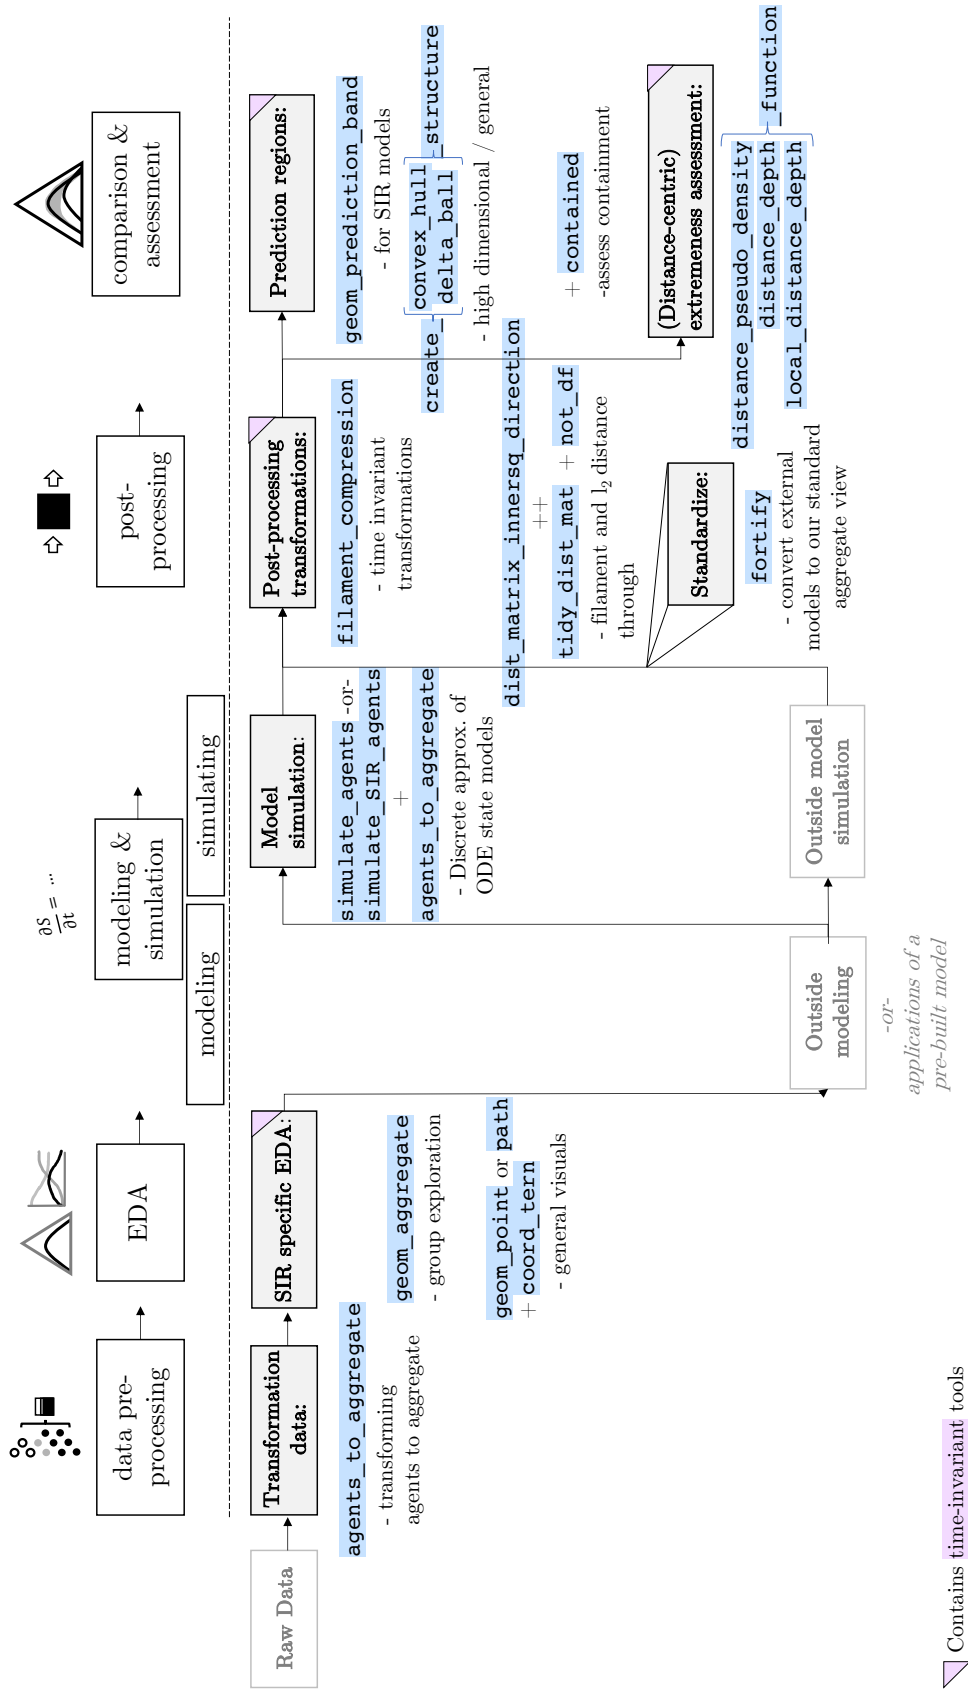 data pre-
processing
EDA
∂S
∂t
= ...
modeling &
simulation
post-
processing
comparison &
assessment
modeling
simulating
Raw Data
Transformation
data:
agents_to_aggregate
- transforming
agents to aggregate
SIR specific EDA:
geom_aggregate
- group exploration
geom_point or path
+ coord_tern
- general visuals
Model
simulation:
simulate_agents -or-
simulate_SIR_agents
+
agents_to_aggregate
- Discrete approx. of
ODE state models
Outside
modeling
-or-
applications of a
pre-built model
Outside model
simulation
Post-processing
transformations:
filament_compression
- time invariant
transformations
dist_matrix_innersq_direction
++
tidy_dist_mat + not_df
- filament and l₂ distance
through
Standardize:
fortify
- convert external
models to our standard
aggregate view
Prediction regions:
geom_prediction_band
- for SIR models
create_
convex_hull
delta_ball
_structure
- high dimensional / general
+ contained
-assess containment
(Distance-centric)
extremeness assessment:
distance_pseudo_density
distance_depth
local_distance_depth
_function
Contains time-invariant tools